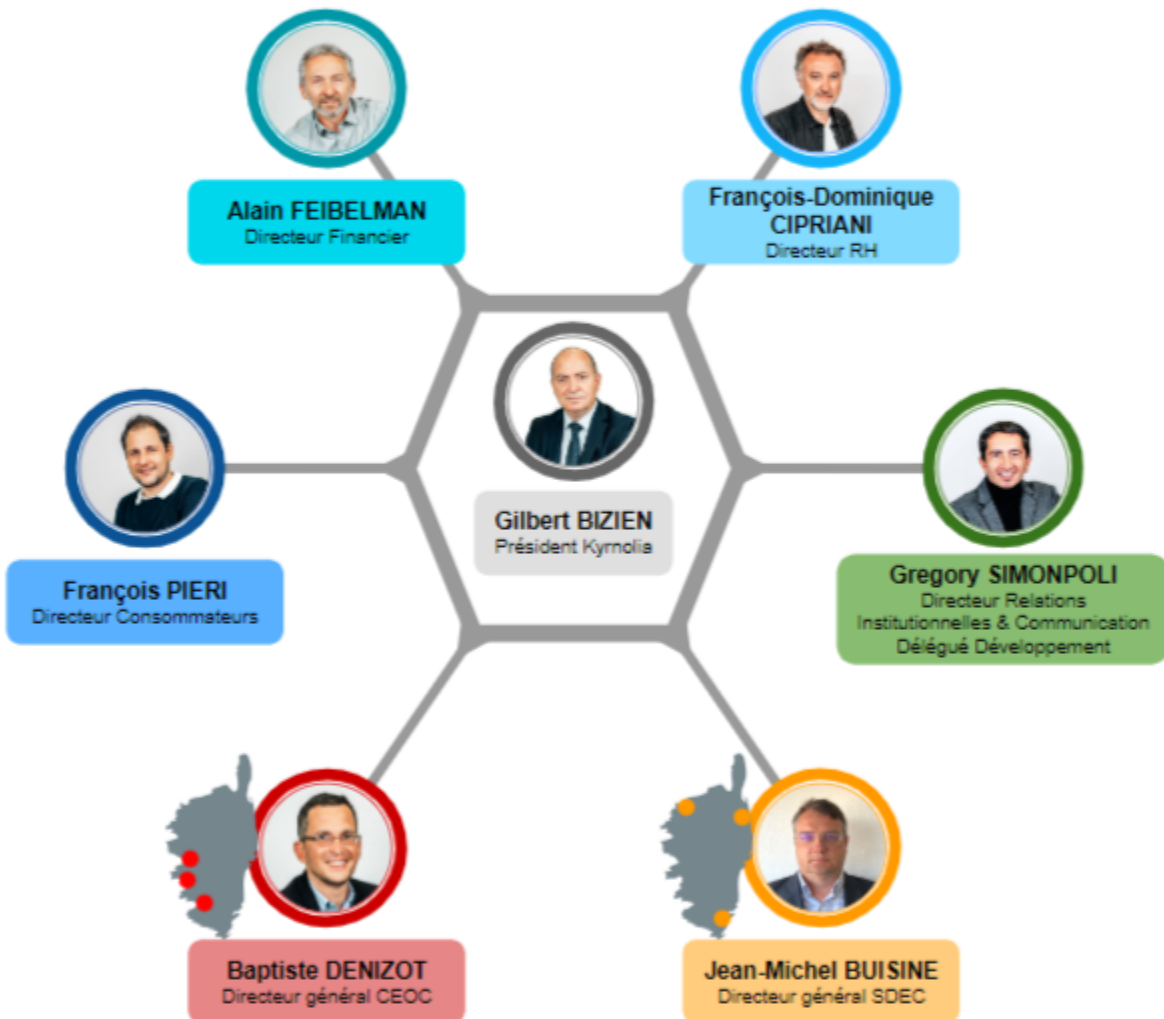 Alain FEIBELMAN
Directeur Financier
François-Dominique
CIPRIANI
Directeur RH
Gilbert BIZIEN
Président Kyrnolia
François PIERI
Directeur Consommateurs
Gregory SIMONPOLI
Directeur Relations
Institutionnelles & Communication
Délégué Développement
Baptiste DENIZOT
Directeur général CEOC
Jean-Michel BUISINE
Directeur général SDEC